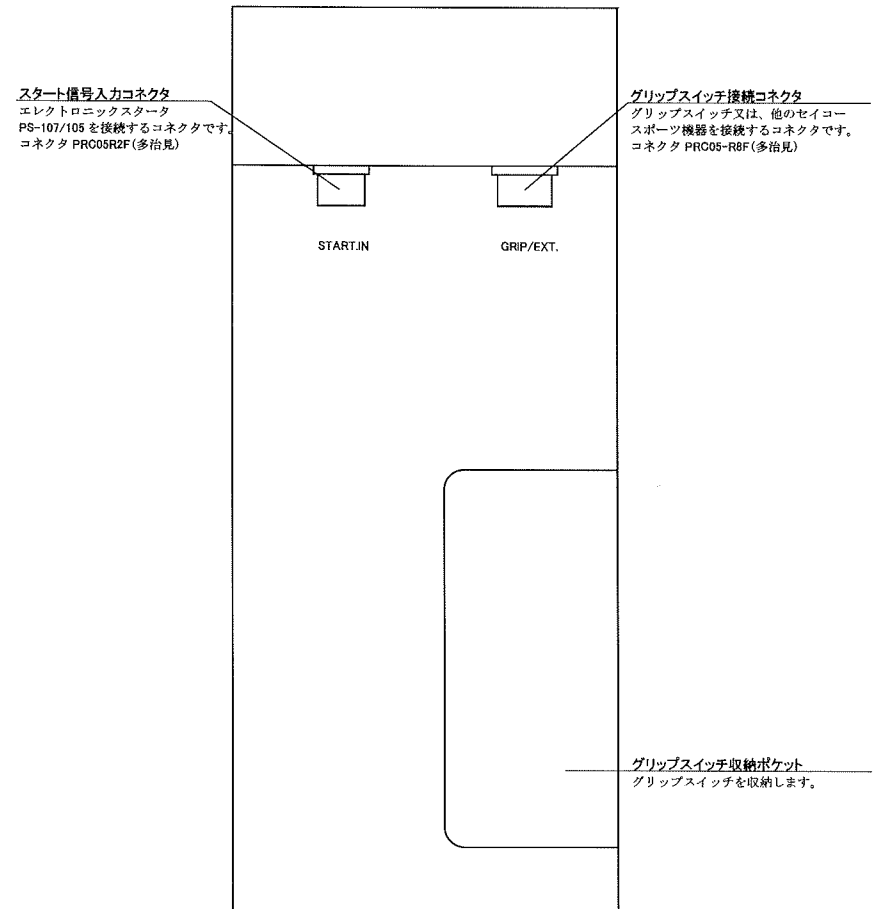 スタート信号入力コネクタ
エレクトロニックスタータ
PS-107/105 を接続するコネクタです。
コネクタ PRC05R2F(多治見)
グリップスイッチ接続コネクタ
グリップスイッチ又は、他のセイコー
スポーツ機器を接続するコネクタです。
コネクタ PRC05-R8F(多治見)
START.IN
GRIP/EXT.
グリップスイッチ収納ポケット
グリップスイッチを収納します。